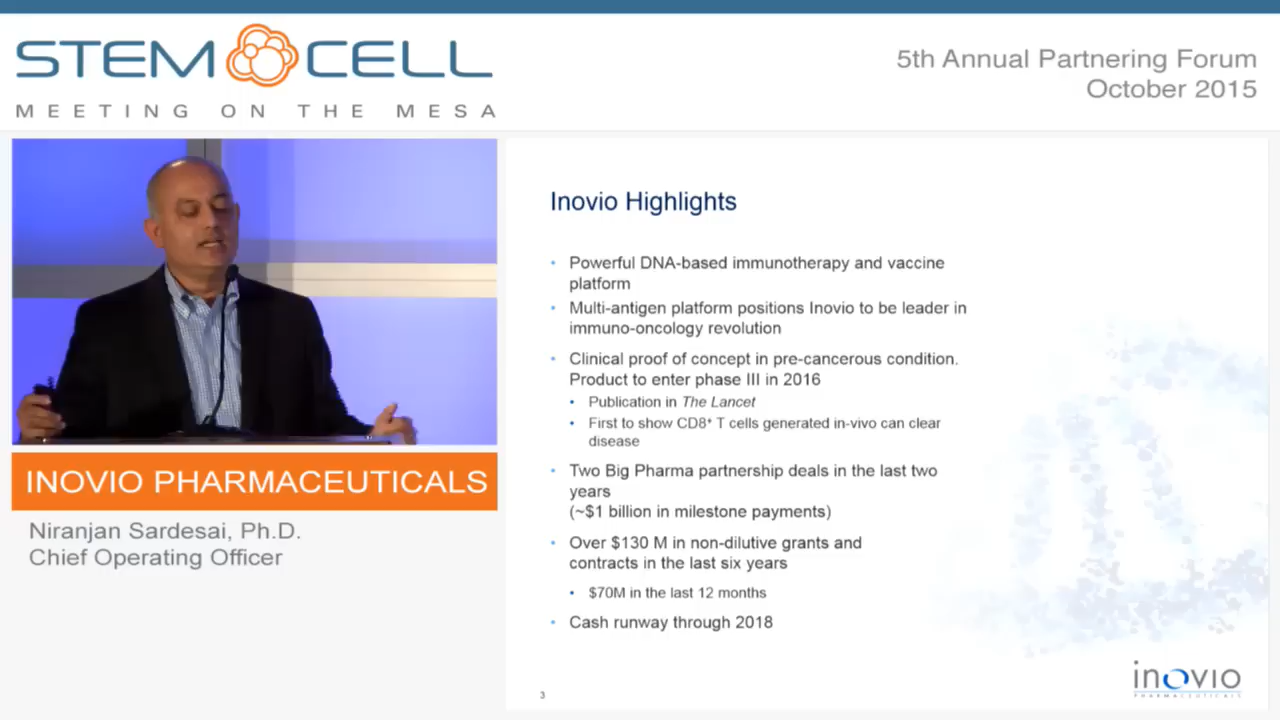 STEM CELL
MEETING ON THE MESA
5th Annual Partnering Forum
October 2015
INOVIO PHARMACEUTICALS
Niranjan Sardesai, Ph.D.
Chief Operating Officer
Inovio Highlights
• Powerful DNA-based immunotherapy and vaccine
platform
• Multi-antigen platform positions Inovio to be leader in
immuno-oncology revolution
• Clinical proof of concept in pre-cancerous condition.
Product to enter phase III in 2016
• Publication in The Lancet
• First to show CD8⁺ T cells generated in-vivo can clear
disease
• Two Big Pharma partnership deals in the last two
years
(~$1 billion in milestone payments)
• Over $130 M in non-dilutive grants and
contracts in the last six years
• $70M in the last 12 months
• Cash runway through 2018
3
inovio
PHARMACEUTICALS